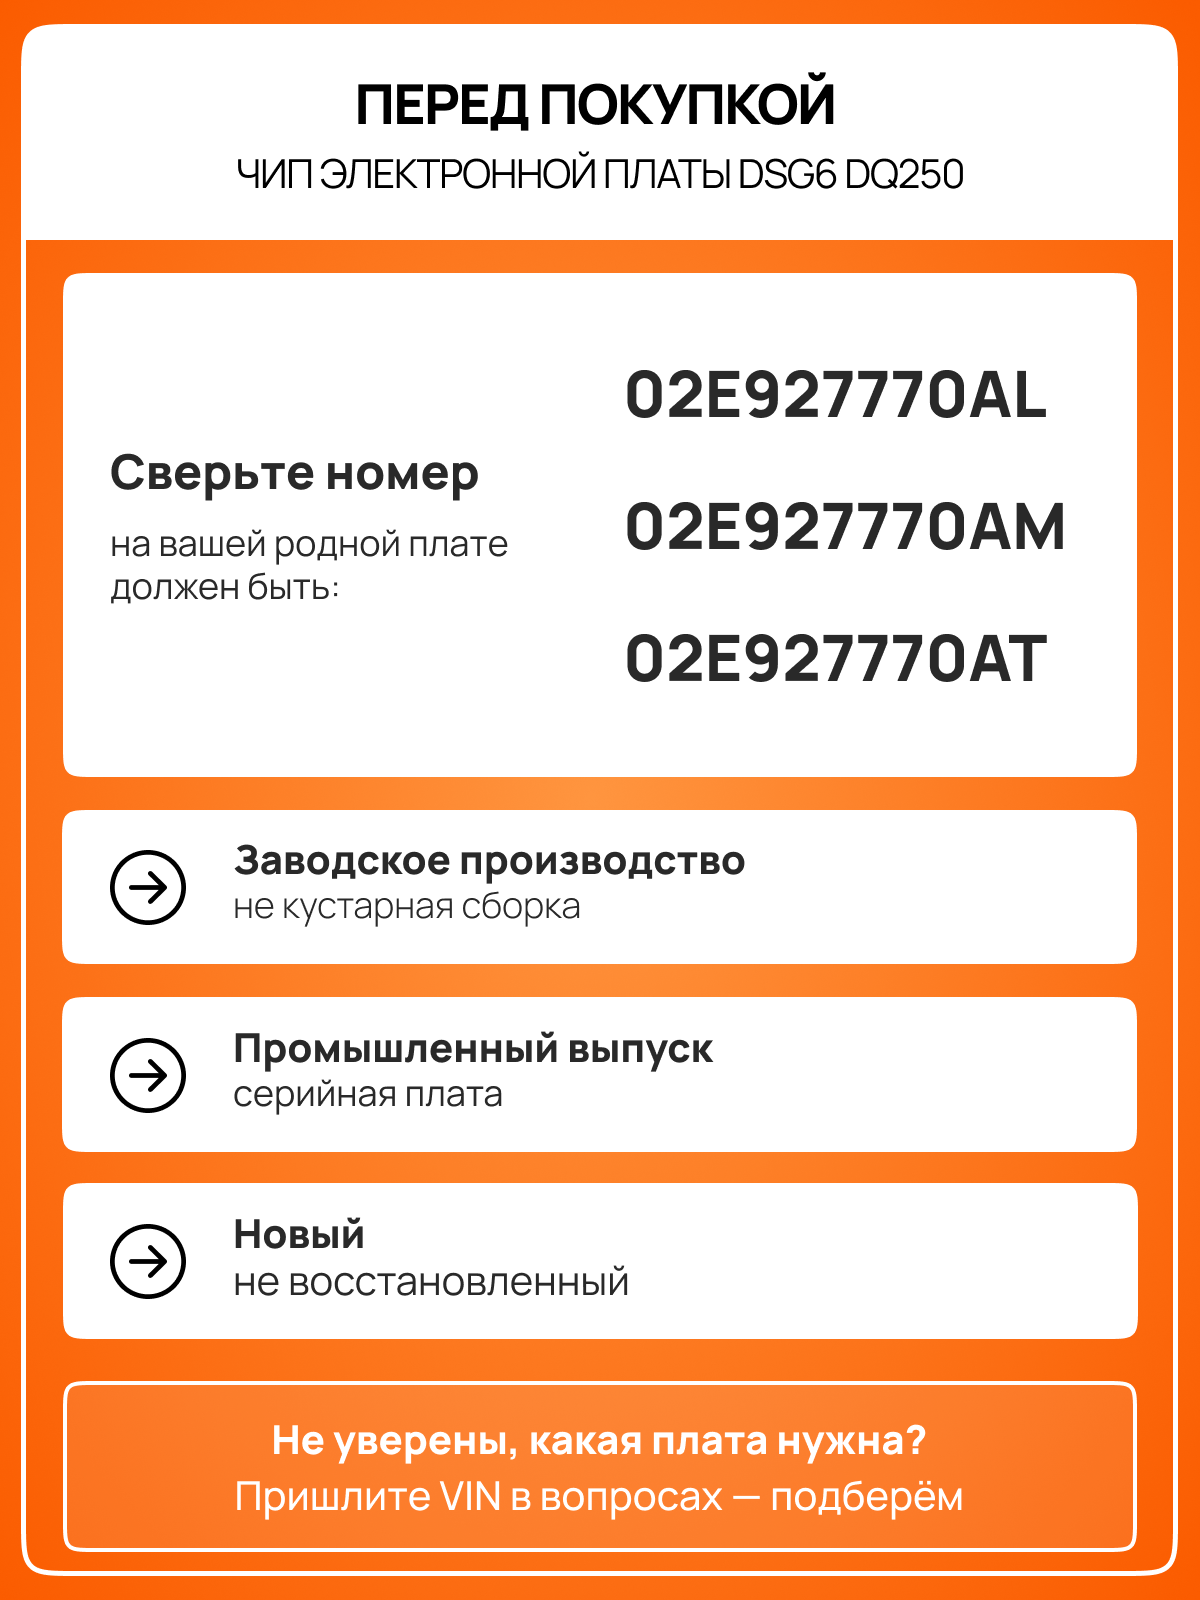 ПЕРЕД ПОКУПКОЙ
ЧИП ЭЛЕКТРОННОЙ ПЛАТЫ DSG6 DQ250
Сверьте номер
на вашей родной плате
должен быть:
02E927770AL
02E927770AM
02E927770AT
Заводское производство
не кустарная сборка
Промышленный выпуск
серийная плата
Новый
не восстановленный
Не уверены, какая плата нужна?
Пришлите VIN в вопросах — подберём